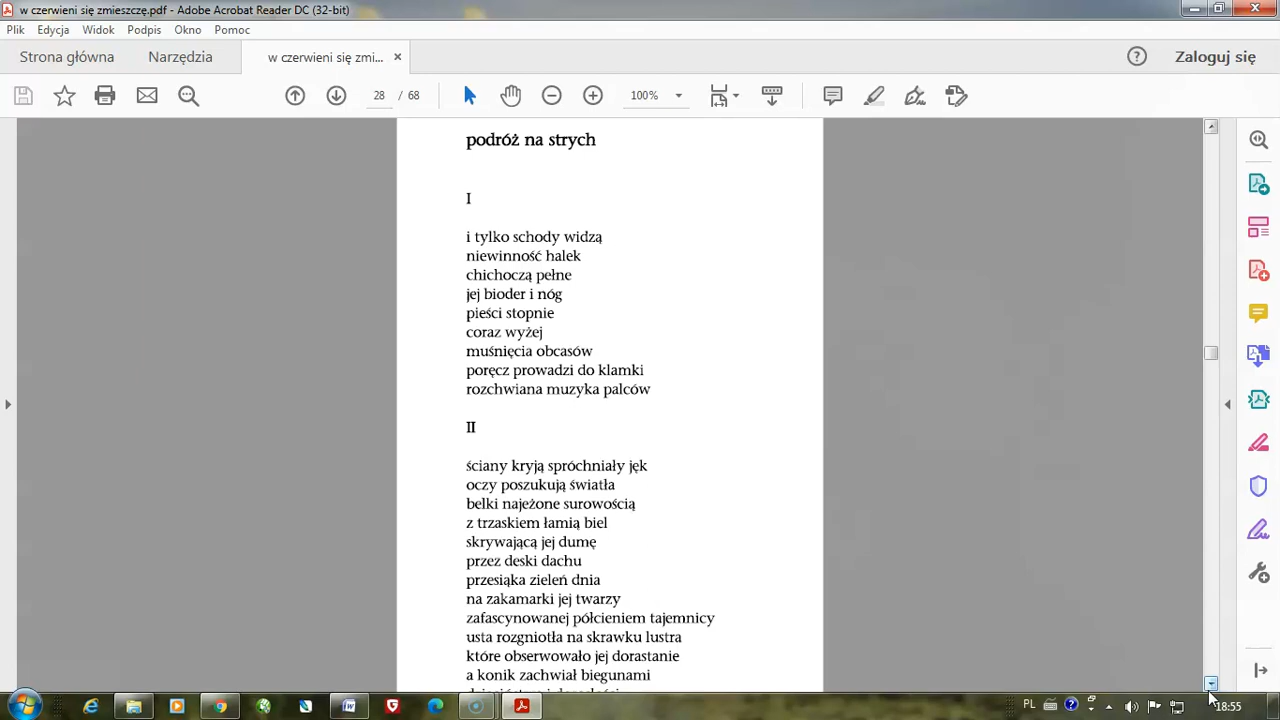 w czerwieni się zmieszczę.pdf - Adobe Acrobat Reader DC (32-bit)
Plik Edycja Widok Podpis Okno Pomoc
Strona główna Narzędzia w czerwieni się zmi... × Zaloguj się
28 / 68 100%
podróż na strych
I
i tylko schody widzą
niewinność halek
chichoczą pełne
jej bioder i nóg
pieści stopnie
coraz wyżej
muśnięcia obcasów
poręcz prowadzi do klamki
rozchwiana muzyka palców
II
ściany kryją spróchniały jęk
oczy poszukują światła
belki najeżone surowością
z trzaskiem łamią biel
skrywającą jej dumę
przez deski dachu
przesiąka zieleń dnia
na zakamarki jej twarzy
zafascynowanej półcieniem tajemnicy
usta rozgniotła na skrawku lustra
które obserwowało jej dorastanie
a konik zachwiał biegunami
PL 18:55